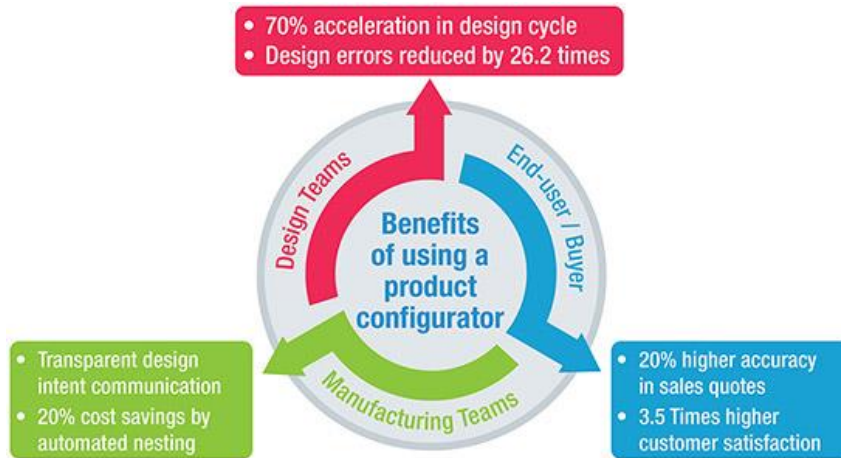 • 70% acceleration in design cycle
• Design errors reduced by 26.2 times
Design Teams
End-user / Buyer
Benefits
of using a
product
configurator
Manufacturing Teams
• Transparent design
intent communication
• 20% cost savings by
automated nesting
• 20% higher accuracy
in sales quotes
• 3.5 Times higher
customer satisfaction